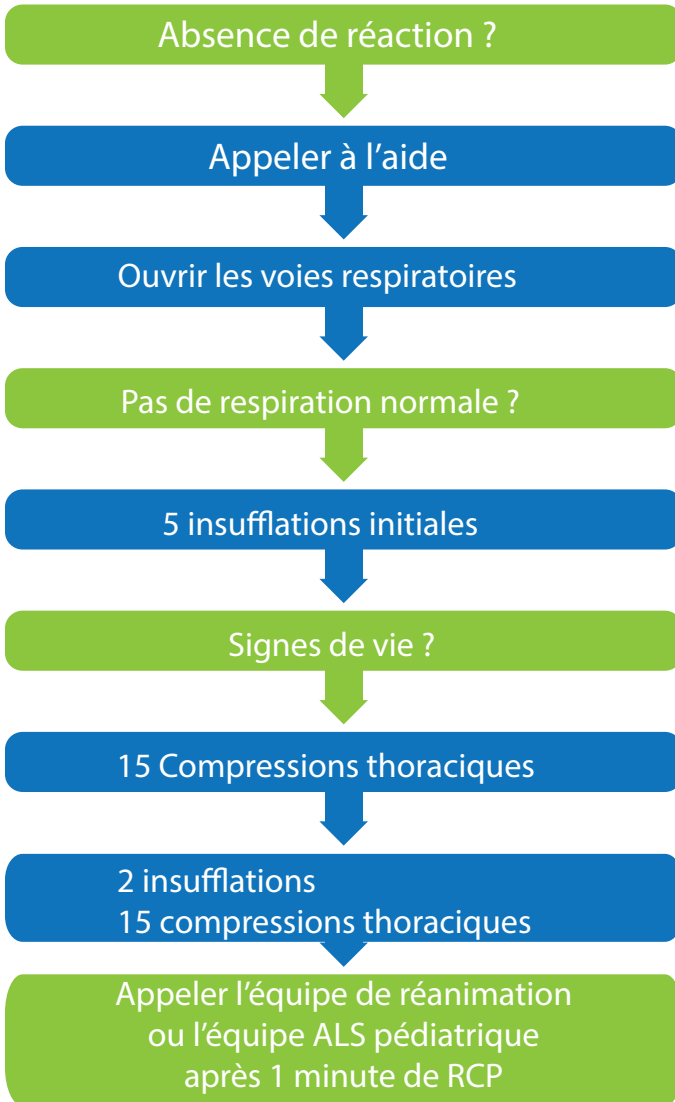 Absence de réaction ?
Appeler à l’aide
Ouvrir les voies respiratoires
Pas de respiration normale ?
5 insufflations initiales
Signes de vie ?
15 Compressions thoraciques
2 insufflations
15 compressions thoraciques
Appeler l’équipe de réanimation
ou l’équipe ALS pédiatrique
après 1 minute de RCP